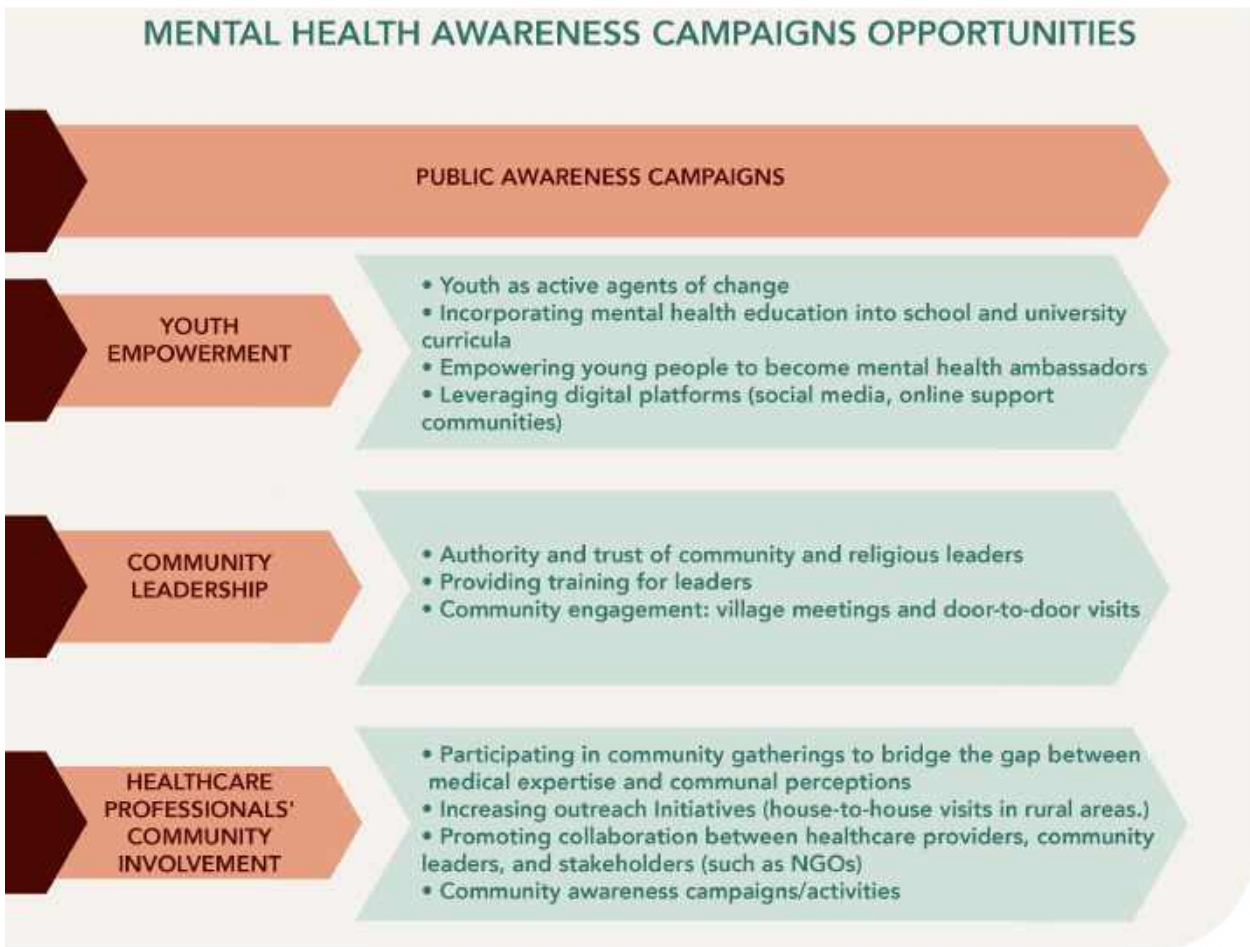 MENTAL HEALTH AWARENESS CAMPAIGNS OPPORTUNITIES
PUBLIC AWARENESS CAMPAIGNS
YOUTH
EMPOWERMENT
• Youth as active agents of change
• Incorporating mental health education into school and university
curricula
• Empowering young people to become mental health ambassadors
• Leveraging digital platforms (social media, online support
communities)
COMMUNITY
LEADERSHIP
• Authority and trust of community and religious leaders
• Providing training for leaders
• Community engagement: village meetings and door-to-door visits
HEALTHCARE
PROFESSIONALS'
COMMUNITY
INVOLVEMENT
• Participating in community gatherings to bridge the gap between
medical expertise and communal perceptions
• Increasing outreach Initiatives (house-to-house visits in rural areas.)
• Promoting collaboration between healthcare providers, community
leaders, and stakeholders (such as NGOs)
• Community awareness campaigns/activities